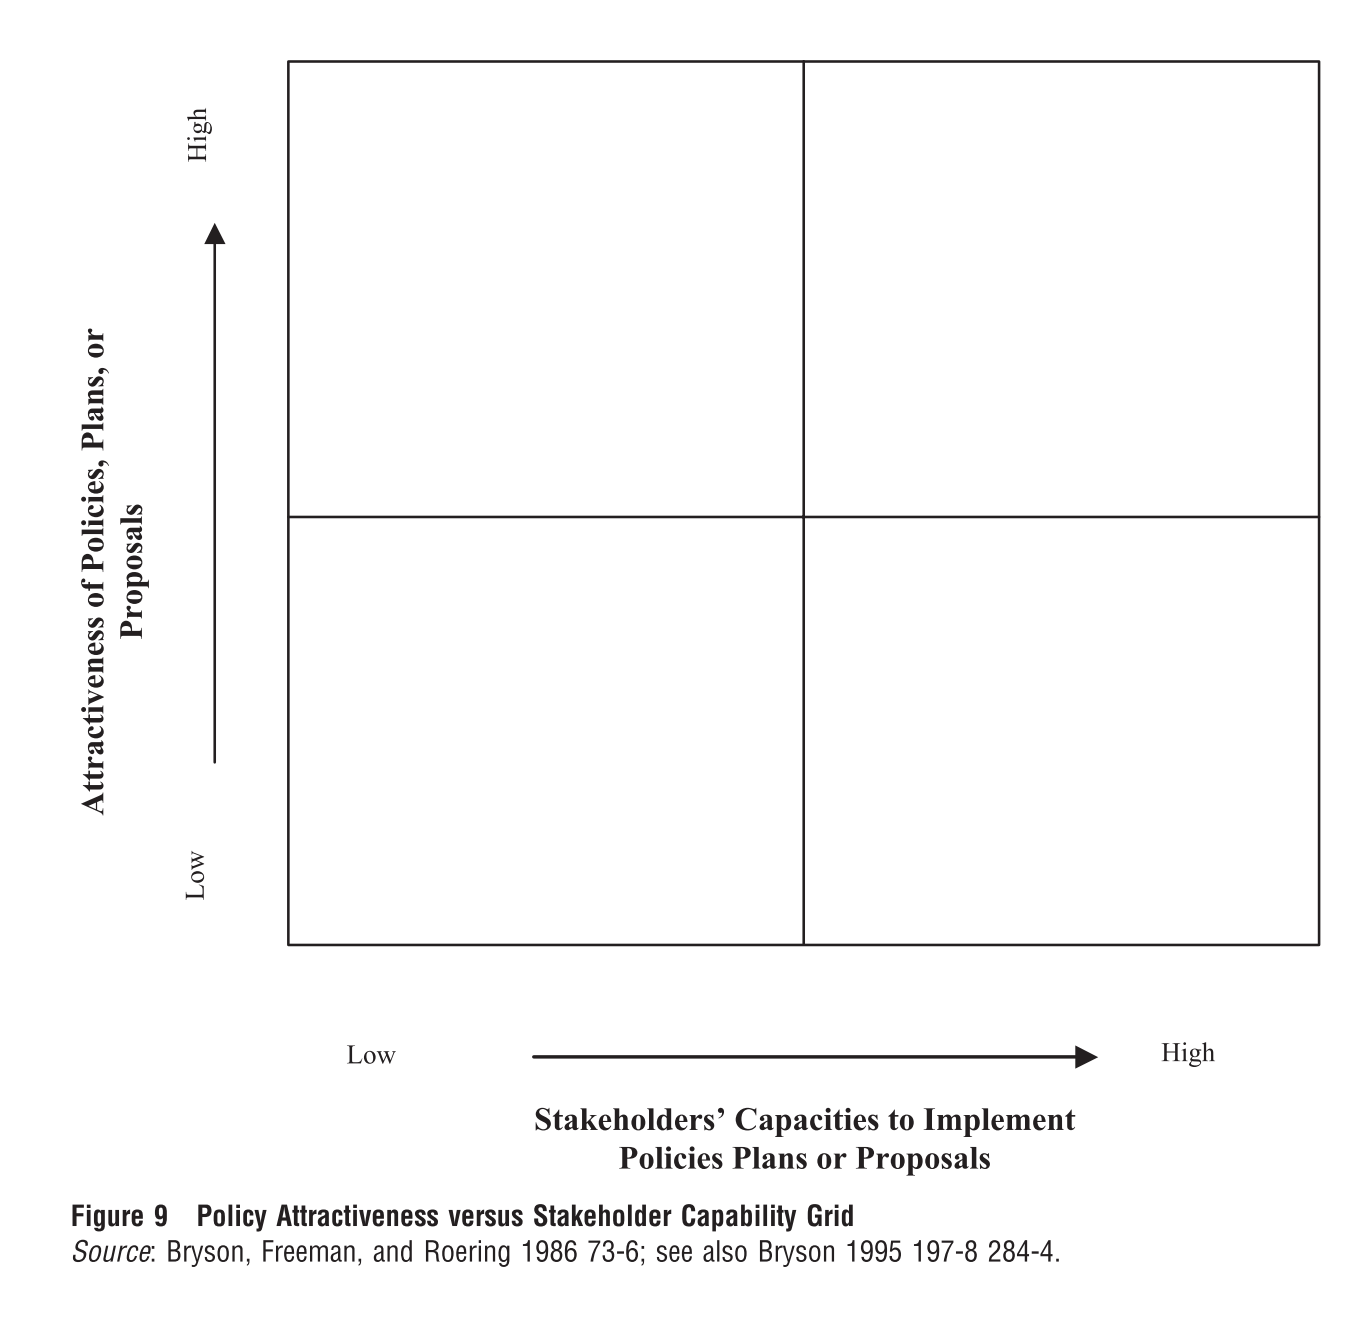 High
Attractiveness of Policies, Plans, or
Proposals
Low
Low
High
Stakeholders’ Capacities to Implement
Policies Plans or Proposals
Figure 9 Policy Attractiveness versus Stakeholder Capability Grid
Source: Bryson, Freeman, and Roering 1986 73-6; see also Bryson 1995 197-8 284-4.